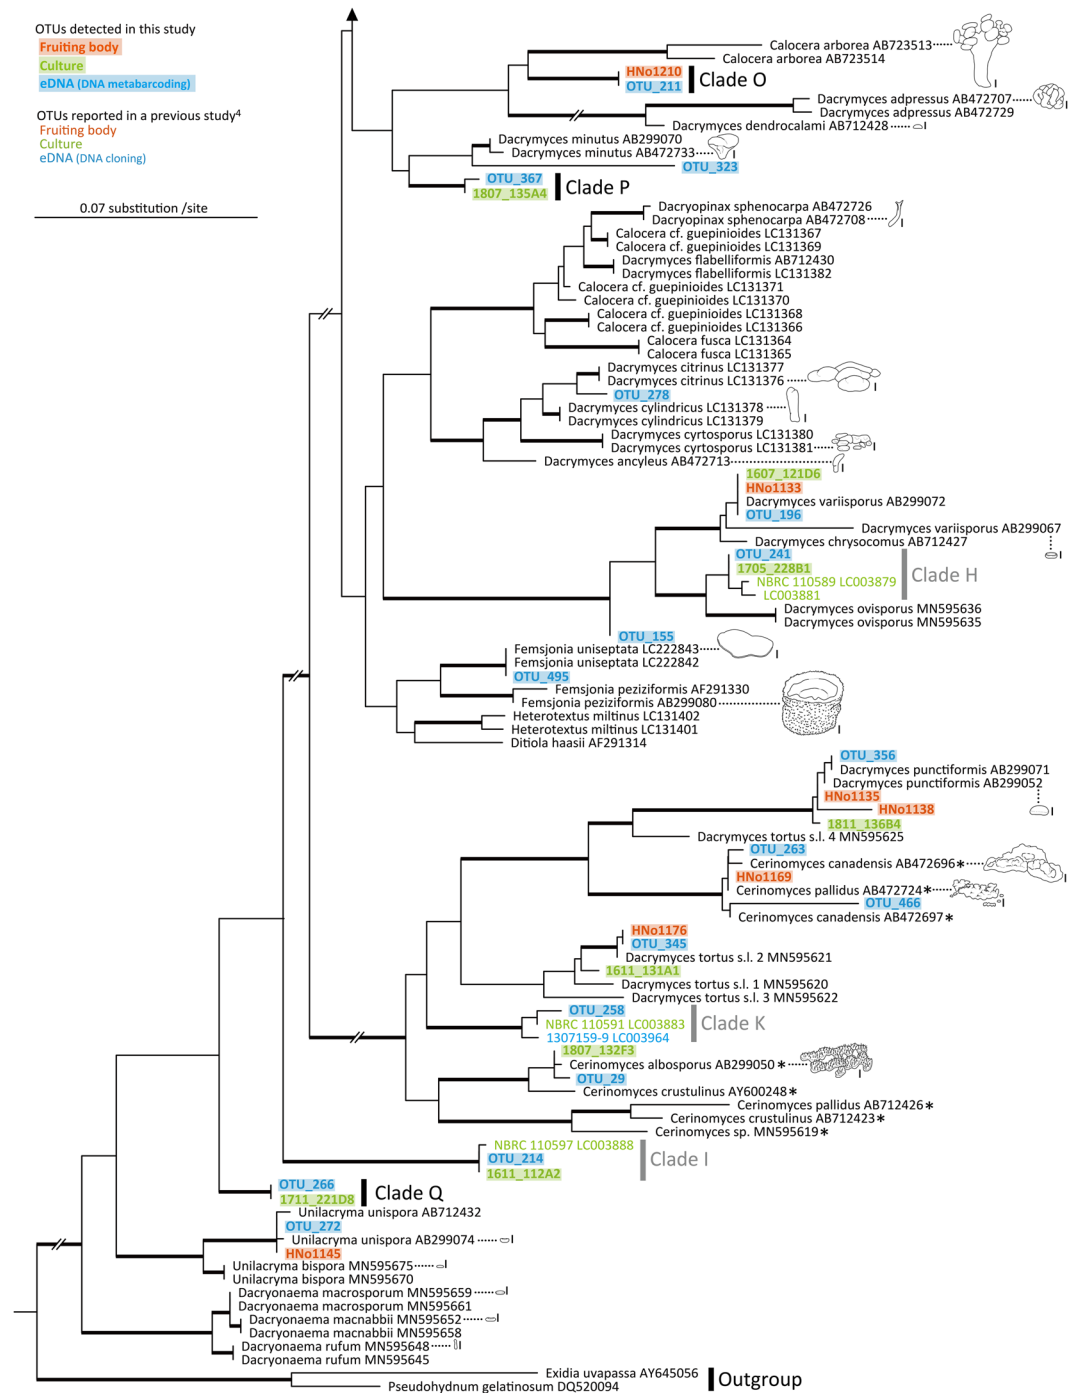 OTUs detected in this study
Fruiting body
Culture
eDNA (DNA metabarcoding)
OTUs reported in a previous study4
Fruiting body
Culture
eDNA (DNA cloning)
0.07 substitution /site
Calocera arborea AB723513
Calocera arborea AB723514
HNo1210
OTU_211
Clade O
Dacrymyces adpressus AB472707
Dacrymyces adpressus AB472729
Dacrymyces dendrocalami AB712428
Dacrymyces minutus AB299070
Dacrymyces minutus AB472733
OTU_323
OTU_367
1807_135A4
Clade P
Dacryopinax sphenocarpa AB472726
Dacryopinax sphenocarpa AB472708
Calocera cf. guepinioides LC131367
Calocera cf. guepinioides LC131369
Dacrymyces flabelliformis AB712430
Dacrymyces flabelliformis LC131382
Calocera cf. guepinioides LC131371
Calocera cf. guepinioides LC131370
Calocera cf. guepinioides LC131368
Calocera cf. guepinioides LC131366
Calocera fusca LC131364
Calocera fusca LC131365
Dacrymyces citrinus LC131377
Dacrymyces citrinus LC131376
OTU_278
Dacrymyces cylindricus LC131378
Dacrymyces cylindricus LC131379
Dacrymyces cyrtosporus LC131380
Dacrymyces cyrtosporus LC131381
Dacrymyces ancyleus AB472713
1607_121D6
HNo1133
Dacrymyces variisporus AB299072
OTU_196
Dacrymyces variisporus AB299067
Dacrymyces chrysocomus AB712427
OTU_241
1705_228B1
NBRC 110589 LC003879
LC003881
Clade H
Dacrymyces ovisporus MN595636
Dacrymyces ovisporus MN595635
OTU_155
Femsjonia uniseptata LC222843
Femsjonia uniseptata LC222842
OTU_495
Femsjonia peziziformis AF291330
Femsjonia peziziformis AB299080
Heterotextus miltinus LC131402
Heterotextus miltinus LC131401
Ditiola haasii AF291314
OTU_356
Dacrymyces punctiformis AB299071
Dacrymyces punctiformis AB299052
HNo1135
HNo1138
1811_136B4
Dacrymyces tortus s.l. 4 MN595625
OTU_263
Cerinomyces canadensis AB472696*
HNo1169
Cerinomyces pallidus AB472724*
OTU_466
Cerinomyces canadensis AB472697*
HNo1176
OTU_345
Dacrymyces tortus s.l. 2 MN595621
1611_131A1
Dacrymyces tortus s.l. 1 MN595620
Dacrymyces tortus s.l. 3 MN595622
OTU_258
NBRC 110591 LC003883
1307159-9 LC003964
Clade K
1807_132F3
Cerinomyces albosporus AB299050*
OTU_29
Cerinomyces crustulinus AY600248*
Cerinomyces pallidus AB712426*
Cerinomyces crustulinus AB712423*
Cerinomyces sp. MN595619*
NBRC 110597 LC003888
OTU_214
1611_112A2
Clade I
OTU_266
1711_221D8
Clade Q
Unilacryma unispora AB712432
OTU_272
Unilacryma unispora AB299074
HNo1145
Unilacryma bispora MN595675
Unilacryma bispora MN595670
Dacryonaema macrosporum MN595659
Dacryonaema macrosporum MN595661
Dacryonaema macnabbii MN595652
Dacryonaema macnabbii MN595658
Dacryonaema rufum MN595648
Dacryonaema rufum MN595645
Exidia uvapassa AY645056
Pseudohydnum gelatinosum DQ520094
Outgroup